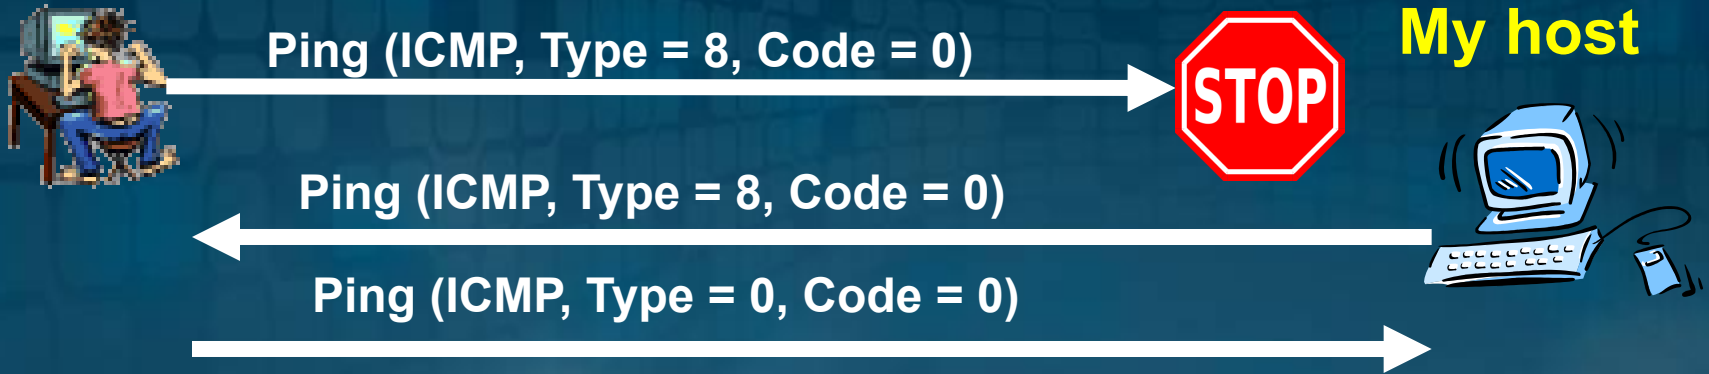 My host
Ping (ICMP, Type = 8, Code = 0)
STOP
Ping (ICMP, Type = 8, Code = 0)
Ping (ICMP, Type = 0, Code = 0)